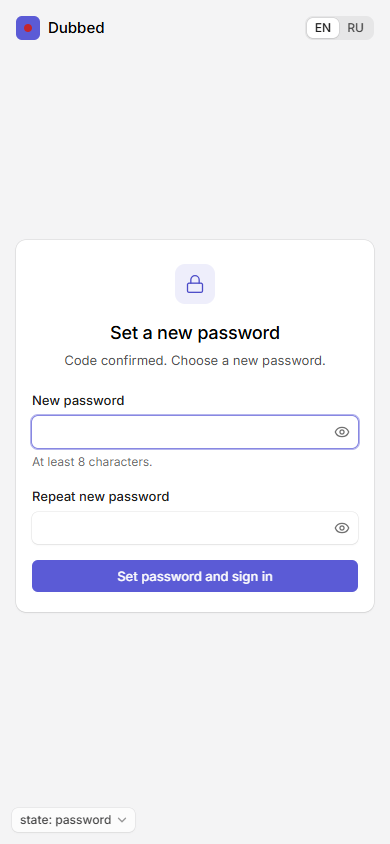 Dubbed
EN RU
Set a new password
Code confirmed. Choose a new password.
New password
At least 8 characters.
Repeat new password
Set password and sign in
state: password